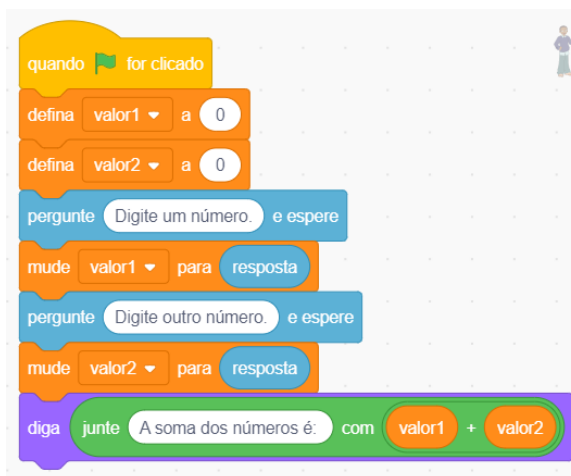 quando for clicado
defina valor1 a 0
defina valor2 a 0
pergunte Digite um número. e espere
mude valor1 para resposta
pergunte Digite outro número. e espere
mude valor2 para resposta
diga junte A soma dos números é: com valor1 + valor2